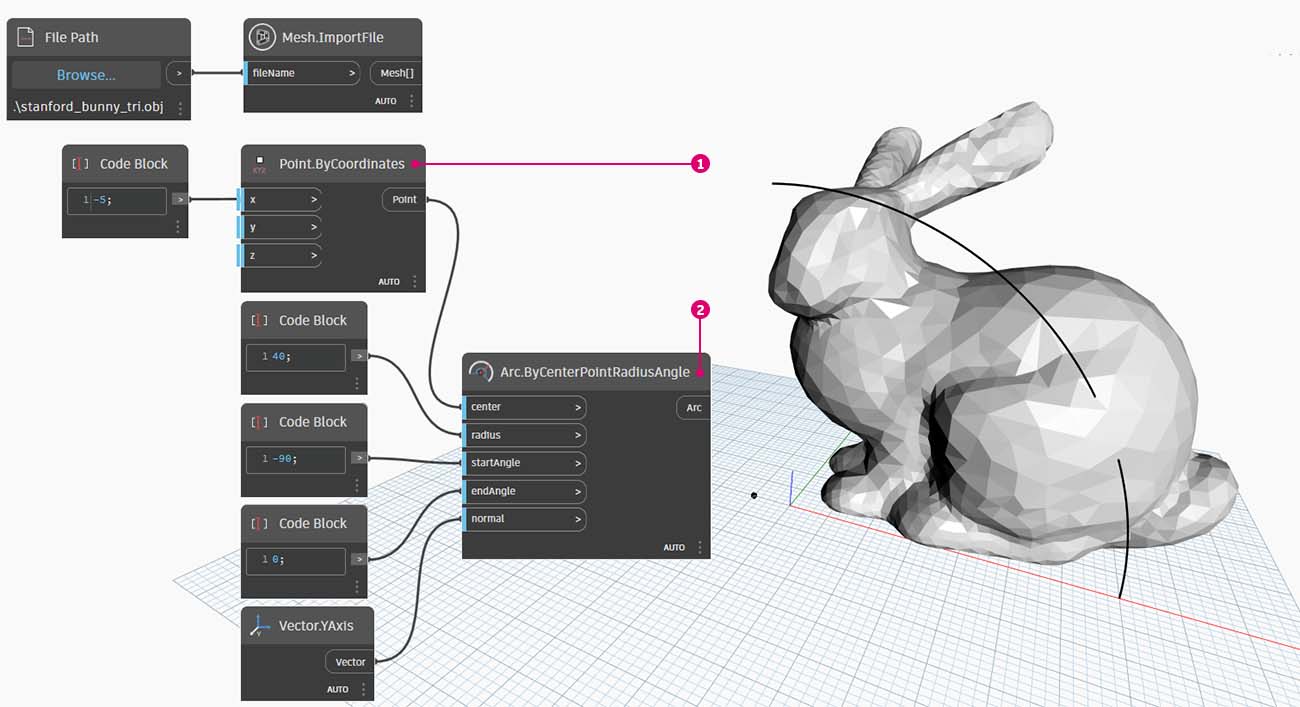 File Path
Browse...
>
.\stanford_bunny_tri.obj
Mesh.ImportFile
fileName >
Mesh[]
AUTO
Code Block
1 -5;
>
Point.ByCoordinates
XYZ
x >
Point
y >
z >
AUTO
1
Code Block
1 40;
>
Code Block
1 -90;
>
Code Block
1 0;
>
Vector.YAxis
Vector
AUTO
2
Arc.ByCenterPointRadiusAngle
center >
Arc
radius >
startAngle >
endAngle >
normal >
AUTO